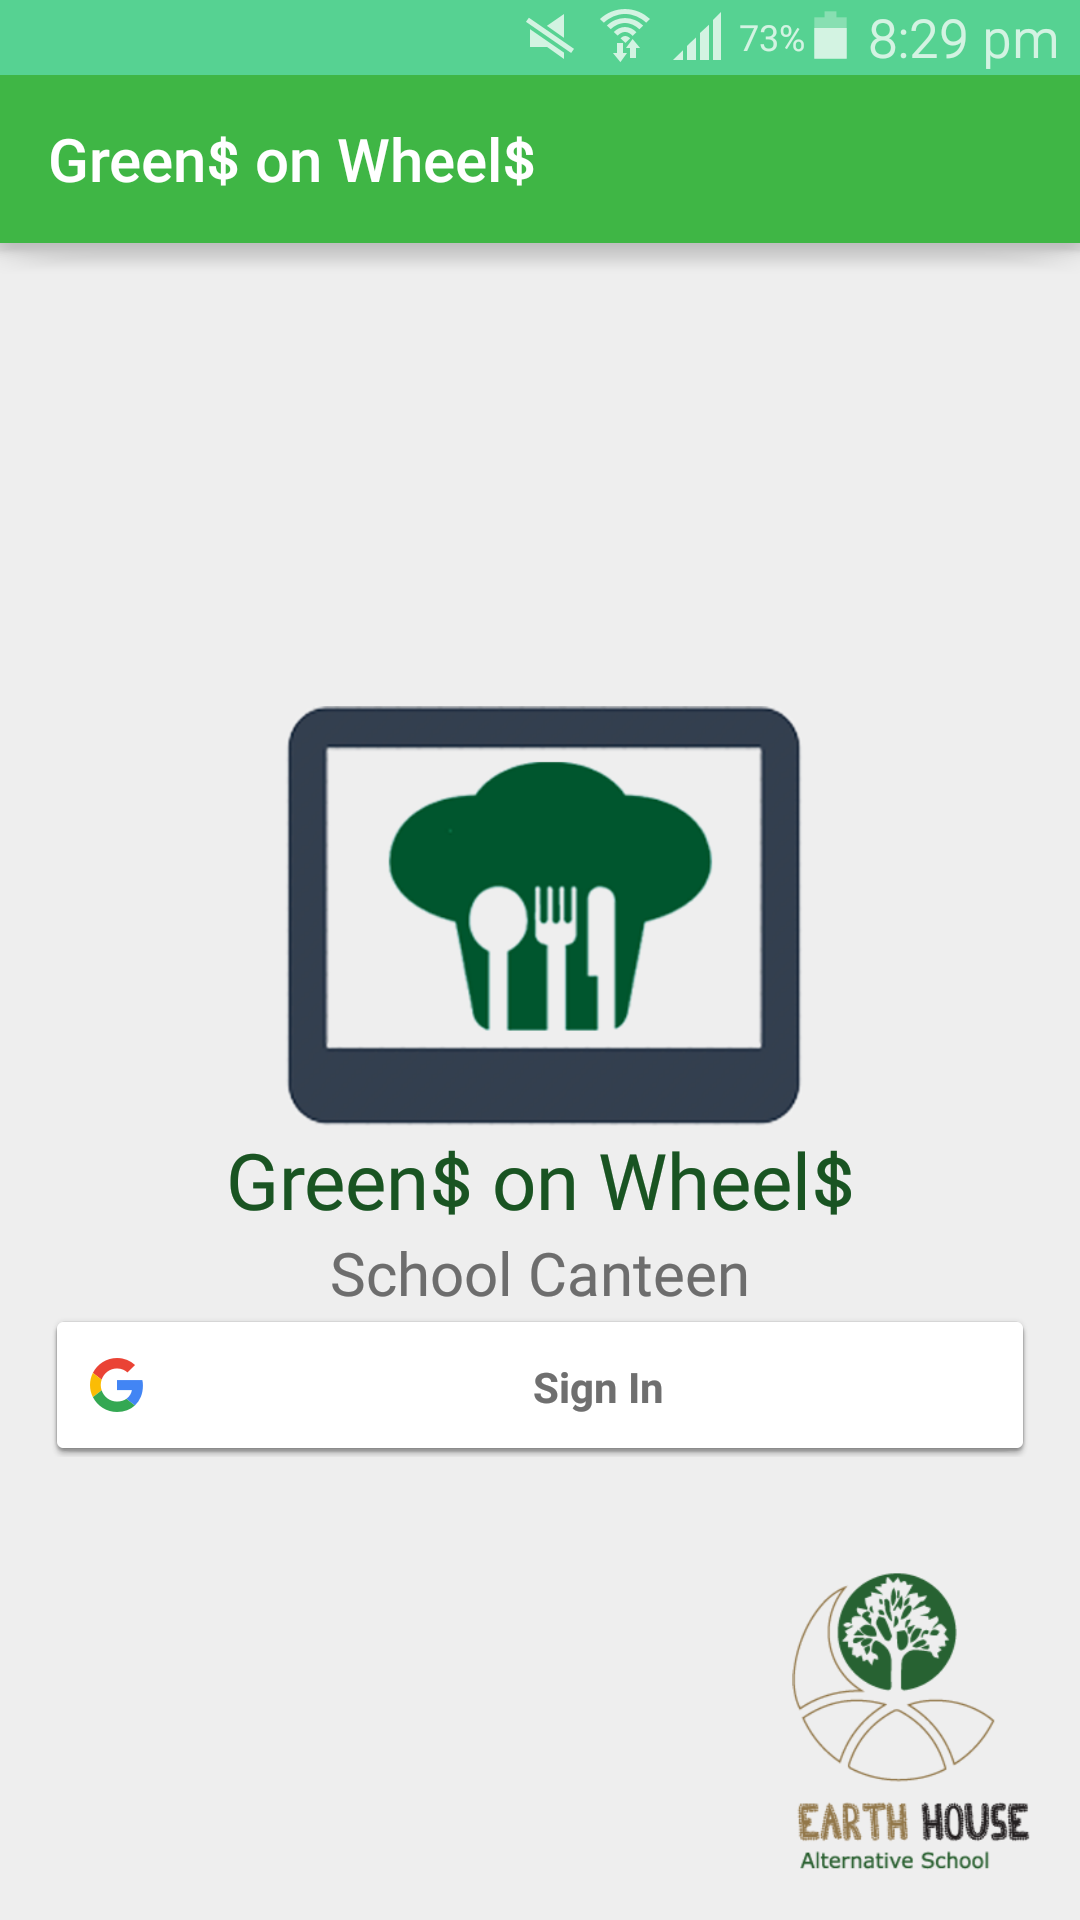 73% 8:29 pm
Green$ on Wheel$
Green$ on Wheel$
School Canteen
Sign In
EARTH HOUSE
Alternative School